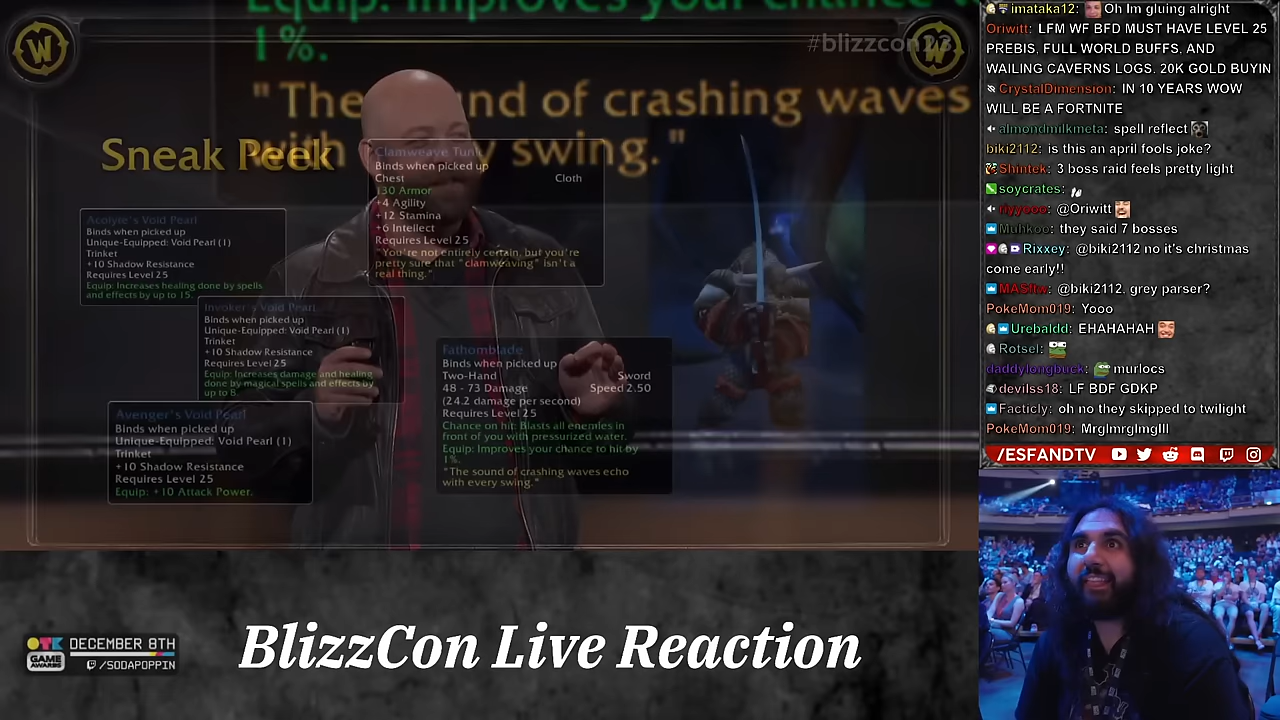 Equip: Improves your chance t
1%.
#blizzcon23
"The sound of crashing waves
with every swing."
Sneak Peek
Clamweave Tunic
Binds when picked up
Chest Cloth
130 Armor
+4 Agility
+12 Stamina
+6 Intellect
Requires Level 25
"You're not entirely certain, but you're
pretty sure that "clamweaving" isn't a
real thing."
Acolyte's Void Pearl
Binds when picked up
Unique-Equipped: Void Pearl (1)
Trinket
+10 Shadow Resistance
Requires Level 25
Equip: Increases healing done by spells
and effects by up to 15.
Invoker's Void Pearl
Binds when picked up
Unique-Equipped: Void Pearl (1)
Trinket
+10 Shadow Resistance
Requires Level 25
Equip: Increases damage and healing
done by magical spells and effects by
up to 8.
Avenger's Void Pearl
Binds when picked up
Unique-Equipped: Void Pearl (1)
Trinket
+10 Shadow Resistance
Requires Level 25
Equip: +10 Attack Power.
Fathomblade
Binds when picked up
Two-Hand Sword
48 - 73 Damage Speed 2.50
(24.2 damage per second)
Requires Level 25
Chance on hit: Blasts all enemies in
front of you with pressurized water.
Equip: Improves your chance to hit by
1%.
"The sound of crashing waves echo
with every swing."
OTK
GAME
AWARDS
DECEMBER 8TH
/SODAPOPPIN
BlizzCon Live Reaction
imataka12: Oh Im gluing alright
Oriwitt: LFM WF BFD MUST HAVE LEVEL 25
PREBIS, FULL WORLD BUFFS, AND
WAILING CAVERNS LOGS. 20K GOLD BUYIN
CrystalDimension: IN 10 YEARS WOW
WILL BE A FORTNITE
almondmilkmeta: spell reflect
biki2112: is this an april fools joke?
Shintek: 3 boss raid feels pretty light
soycrates:
riyyooo: @Oriwitt
Muhkoo: they said 7 bosses
Rixxey: @biki2112 no it's christmas
come early!!
MASftw: @biki2112, grey parser?
PokeMom019: Yooo
Urebaldd: EHAHAHAH
Rotsel:
daddylongbuck: murlocs
devilss18: LF BDF GDKP
Facticly: oh no they skipped to twilight
PokeMom019: Mrglmrglmglll
/ESFANDTV